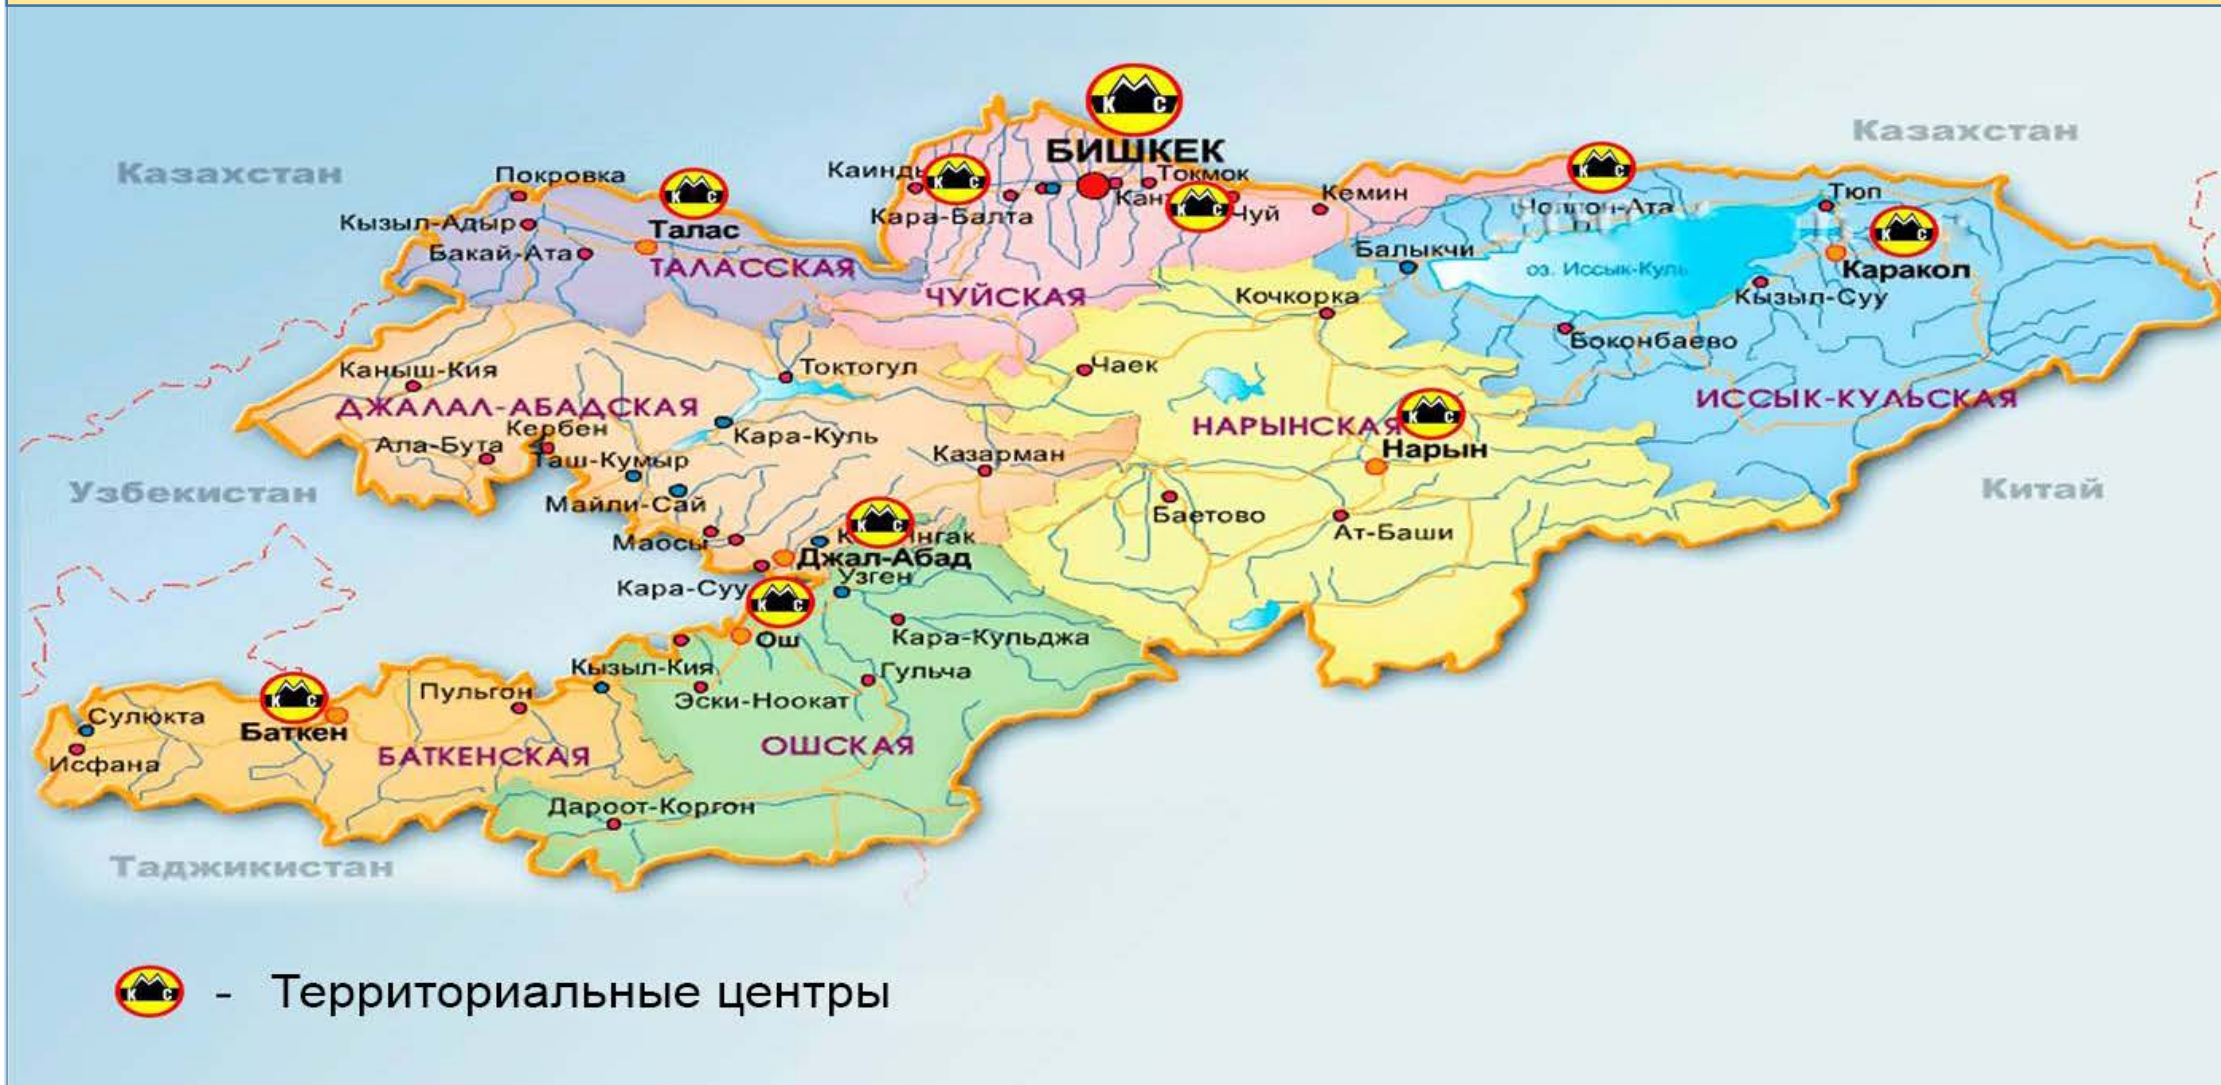 К С
БИШКЕК
Казахстан
Казахстан
Покровка
К С
Каинды
К С
Токмок
К С
Кызыл-Адыр
Талас
Кара-Балта
Кант
К С
Чуй
Кемин
Тюп
Бакай-Ата
ТАЛАССКАЯ
Балыкчи
К С
оз. Иссык-Куль
Каракол
ЧУЙСКАЯ
Кочкорка
Кызыл-Суу
Боконбаево
Каныш-Кия
Токтогул
Чаек
ДЖАЛАЛ-АБАДСКАЯ
ИССЫК-КУЛЬСКАЯ
Кербен
Кара-Куль
НАРЫНСКАЯ
К С
Ала-Бута
Нарын
Таш-Кумыр
Казарман
Узбекистан
Китай
Майли-Сай
Баетово
Ат-Баши
К С
Маосы
Джал-Абад
Узген
Кара-Суу
К С
Ош
Кара-Кульджа
Кызыл-Кия
Гульча
Пульгон
Эски-Ноокат
К С
Сулюкта
Баткен
БАТКЕНСКАЯ
ОШСКАЯ
Исфана
Дароот-Коргон
Таджикистан
К С - Территориальные центры